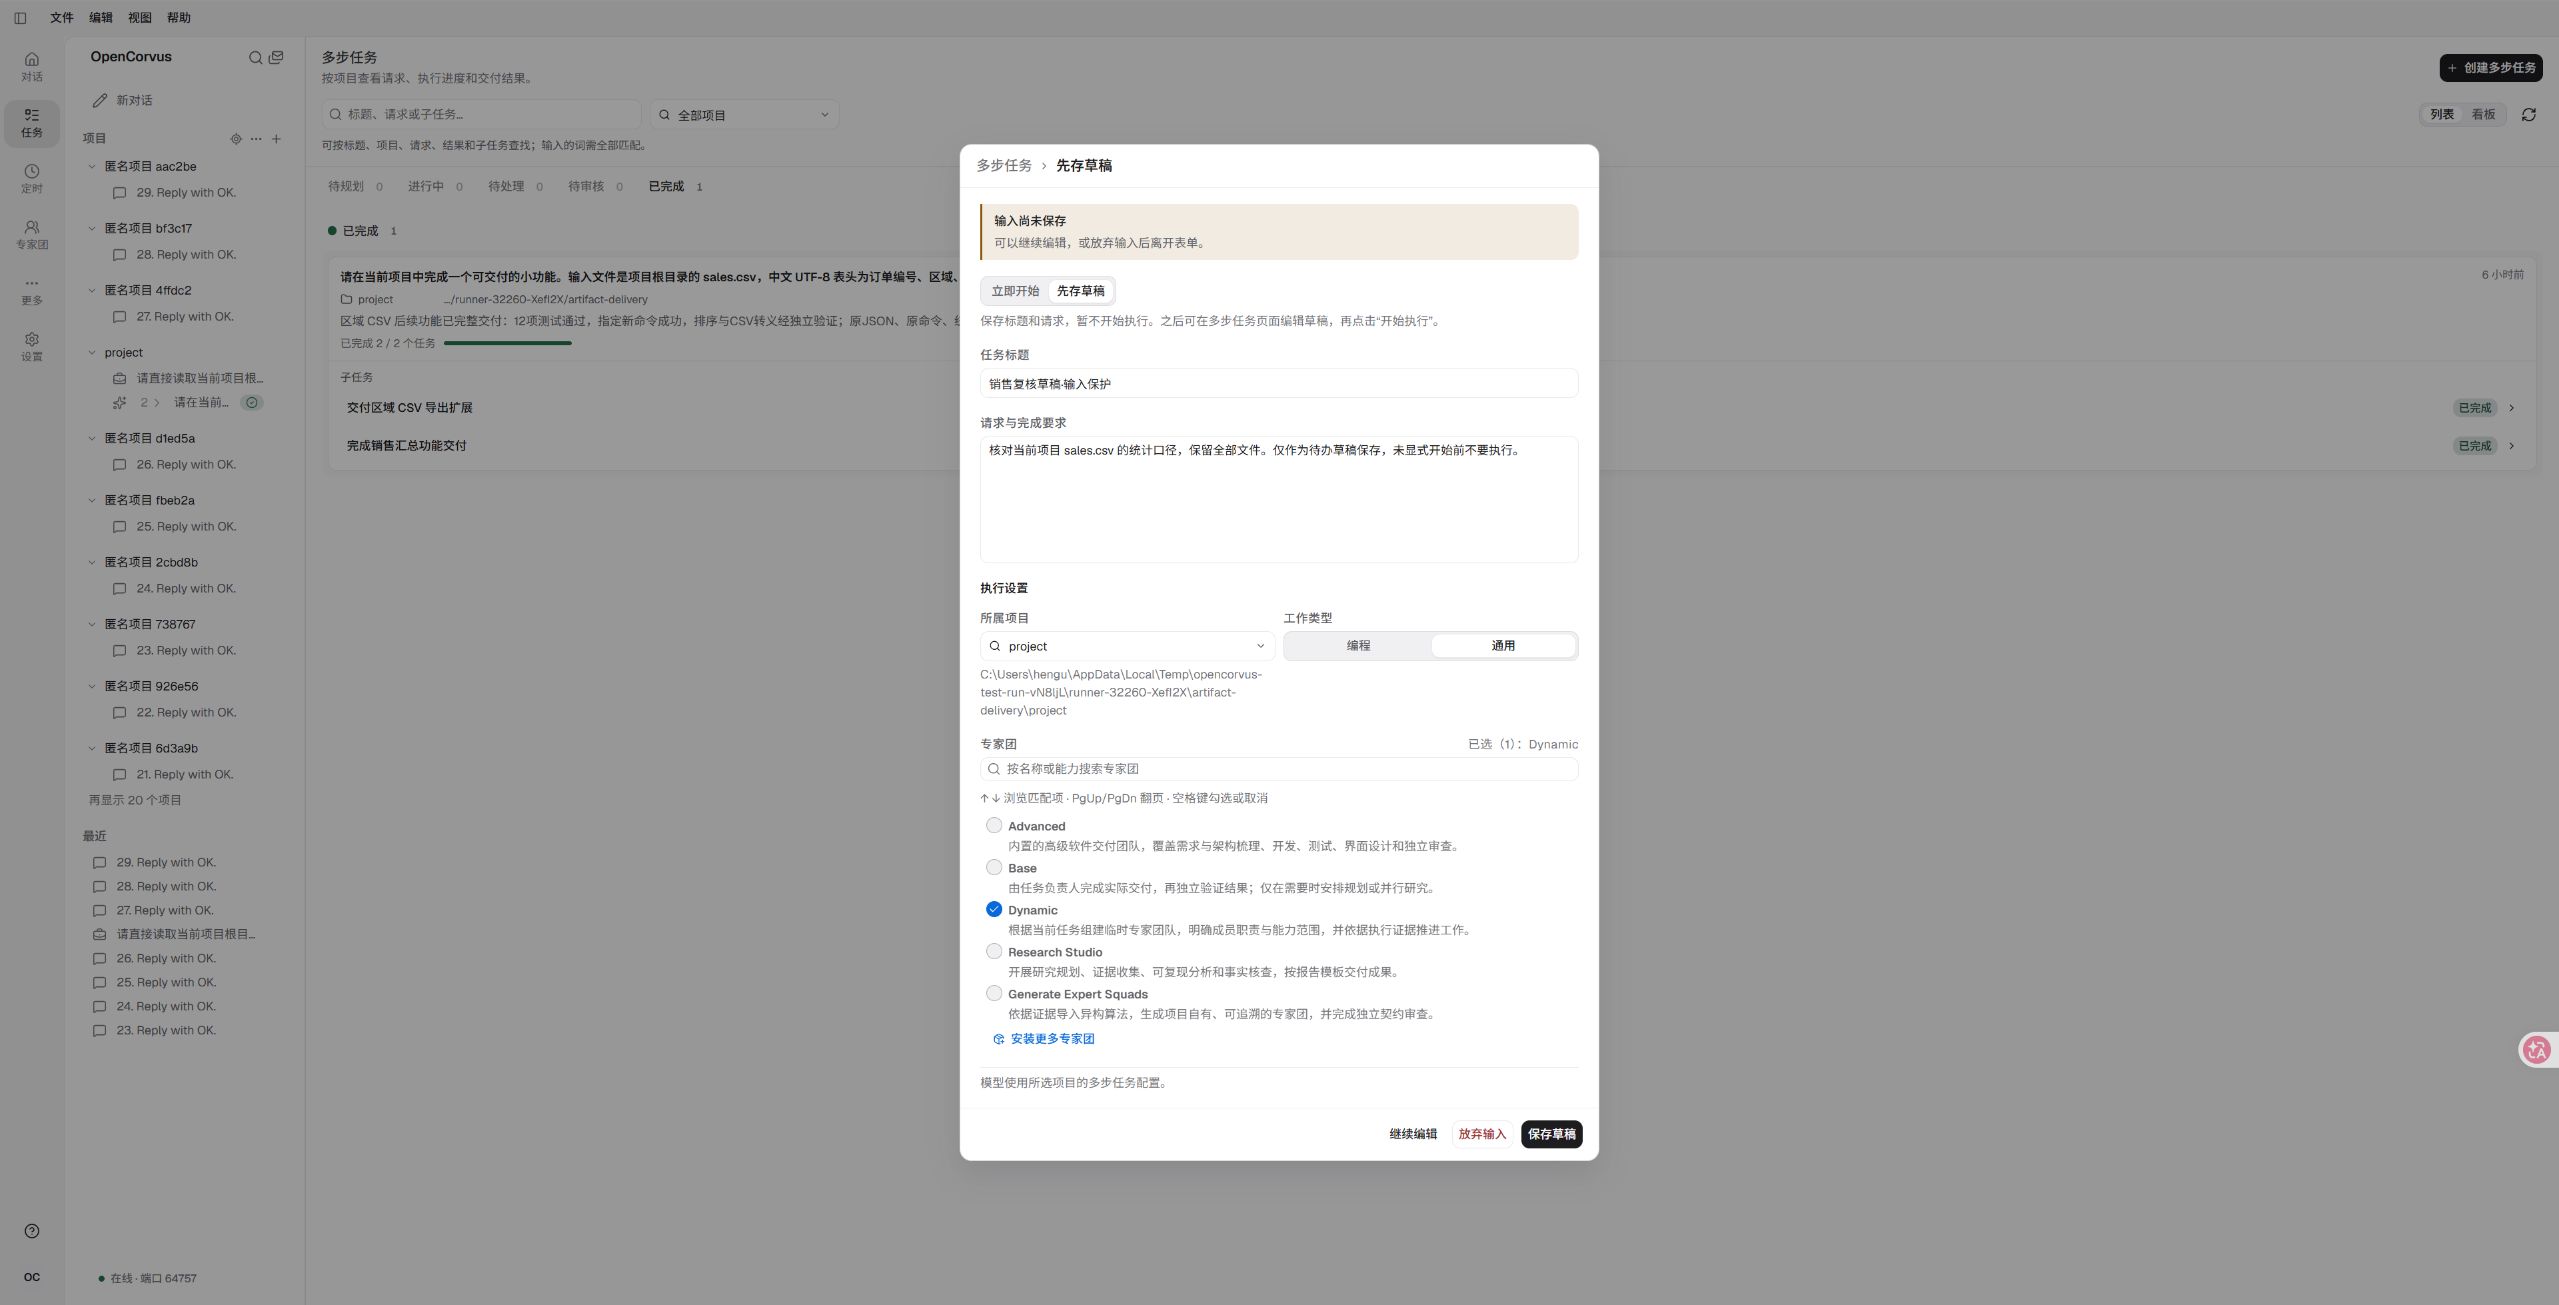 文件 编辑 视图 帮助
对话
任务
定时
专家团
更多
设置
OC
OpenCorvus
新对话
项目
匿名项目 aac2be
29. Reply with OK.
匿名项目 bf3c17
28. Reply with OK.
匿名项目 4ffdc2
27. Reply with OK.
project
请直接读取当前项目根...
2 请在当前...
匿名项目 d1ed5a
26. Reply with OK.
匿名项目 fbeb2a
25. Reply with OK.
匿名项目 2cbd8b
24. Reply with OK.
匿名项目 738767
23. Reply with OK.
匿名项目 926e56
22. Reply with OK.
匿名项目 6d3a9b
21. Reply with OK.
再显示 20 个项目
最近
29. Reply with OK.
28. Reply with OK.
27. Reply with OK.
请直接读取当前项目根目...
26. Reply with OK.
25. Reply with OK.
24. Reply with OK.
23. Reply with OK.
在线 · 端口 64757
多步任务
按项目查看请求、执行进度和交付结果。
创建多步任务
标题、请求或子任务...
全部项目
列表 看板
可按标题、项目、请求、结果和子任务查找；输入的词需全部匹配。
待规划 0 进行中 0 待处理 0 待审核 0 已完成 1
已完成 1
请在当前项目中完成一个可交付的小功能。输入文件是项目根目录的 sales.csv，中文 UTF-8 表头为订单编号、区域、
6 小时前
project .../runner-32260-XefI2X/artifact-delivery
区域 CSV 后续功能已完整交付：12项测试通过，指定新命令成功，排序与CSV转义经独立验证；原JSON、原命令、
已完成 2 / 2 个任务
子任务
交付区域 CSV 导出扩展
已完成
完成销售汇总功能交付
已完成
多步任务 › 先存草稿
输入尚未保存
可以继续编辑，或放弃输入后离开表单。
立即开始 先存草稿
保存标题和请求，暂不开始执行。之后可在多步任务页面编辑草稿，再点击“开始执行”。
任务标题
销售复核草稿·输入保护
请求与完成要求
核对当前项目 sales.csv 的统计口径，保留全部文件。仅作为待办草稿保存，未显式开始前不要执行。
执行设置
所属项目 工作类型
project 编程 通用
C:\Users\hengu\AppData\Local\Temp\opencorvus-
test-run-vN8ljL\runner-32260-XefI2X\artifact-
delivery\project
专家团 已选（1）：Dynamic
按名称或能力搜索专家团
↑↓ 浏览匹配项 · PgUp/PgDn 翻页 · 空格键勾选或取消
Advanced
内置的高级软件交付团队，覆盖需求与架构梳理、开发、测试、界面设计和独立审查。
Base
由任务负责人完成实际交付，再独立验证结果；仅在需要时安排规划或并行研究。
Dynamic
根据当前任务组建临时专家团队，明确成员职责与能力范围，并依据执行证据推进工作。
Research Studio
开展研究规划、证据收集、可复现分析和事实核查，按报告模板交付成果。
Generate Expert Squads
依据证据导入异构算法，生成项目自有、可追溯的专家团，并完成独立契约审查。
安装更多专家团
模型使用所选项目的多步任务配置。
继续编辑 放弃输入 保存草稿